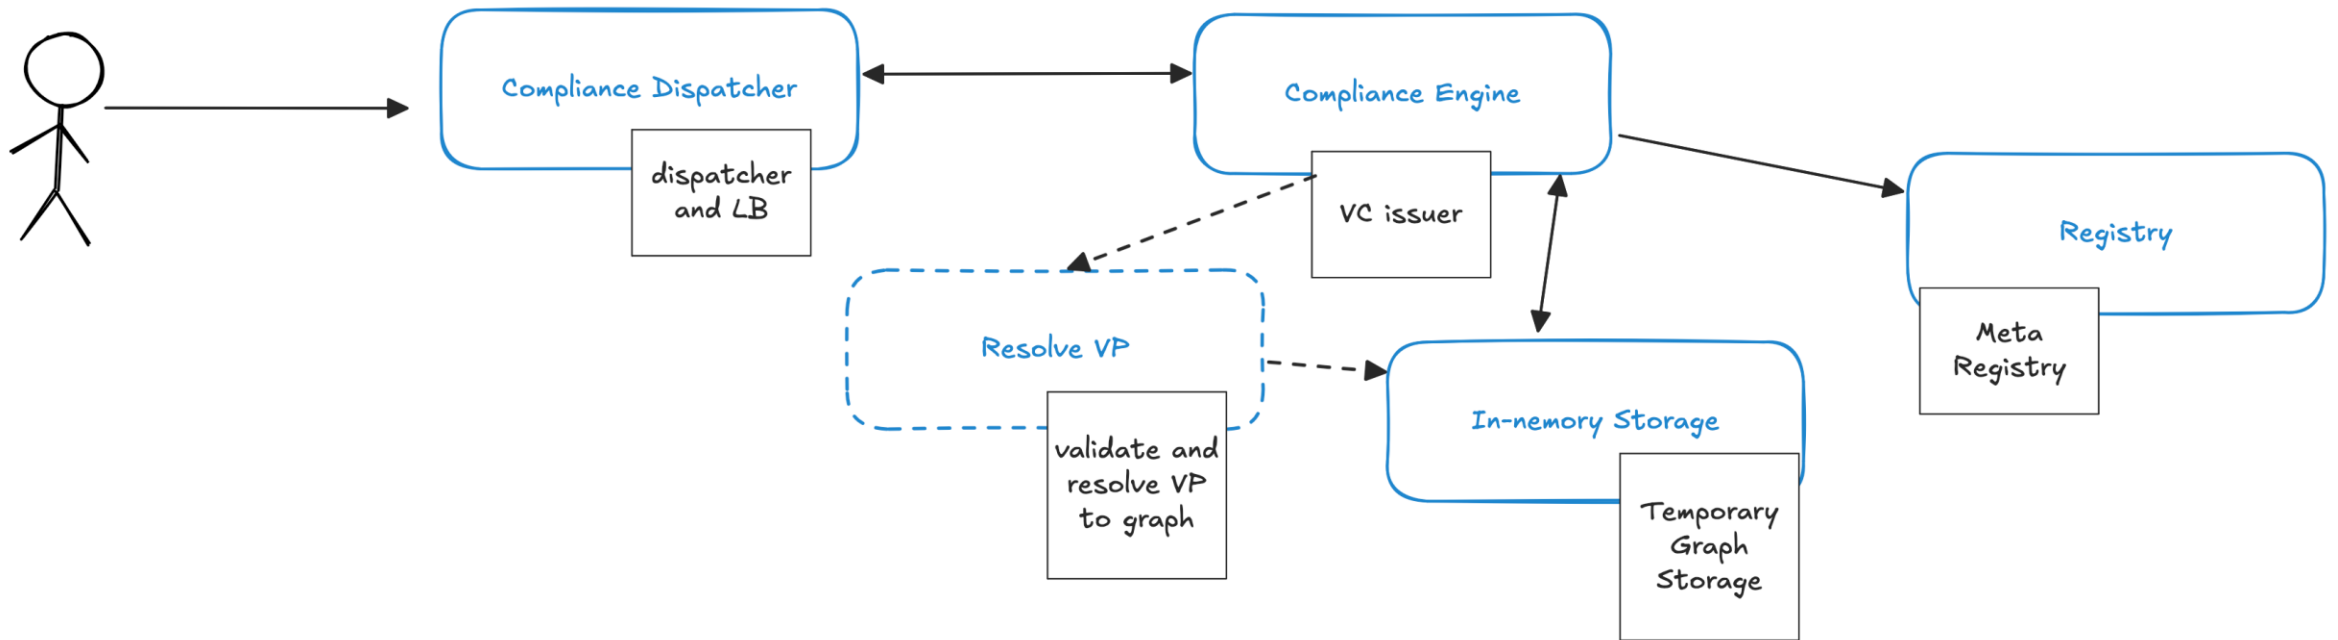 Compliance Dispatcher
dispatcher
and LB
Compliance Engine
VC issuer
Registry
Meta
Registry
Resolve VP
validate and
resolve VP
to graph
In-nemory Storage
Temporary
Graph
Storage